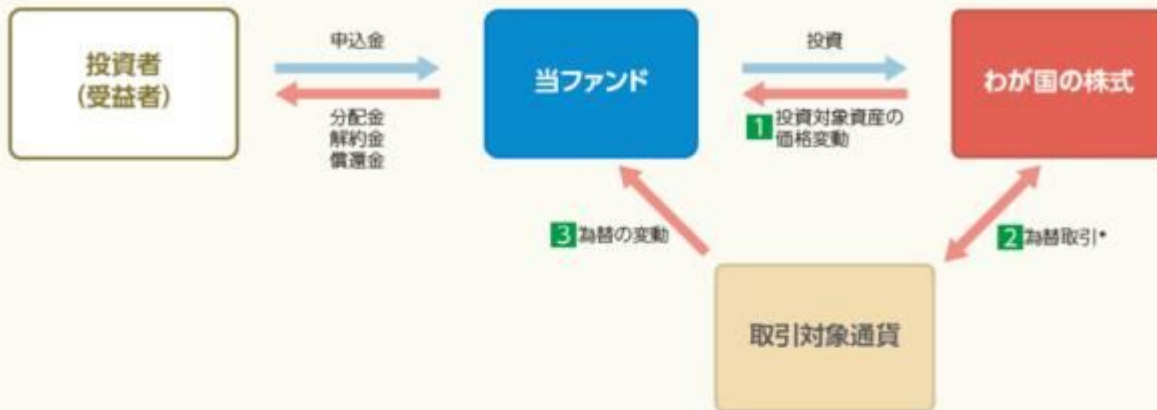 投資者
(受益者)
申込金
分配金
解約金
償還金
当ファンド
投資
1 投資対象資産の
価格変動
わが国の株式
3 為替の変動
2 為替取引*
取引対象通貨